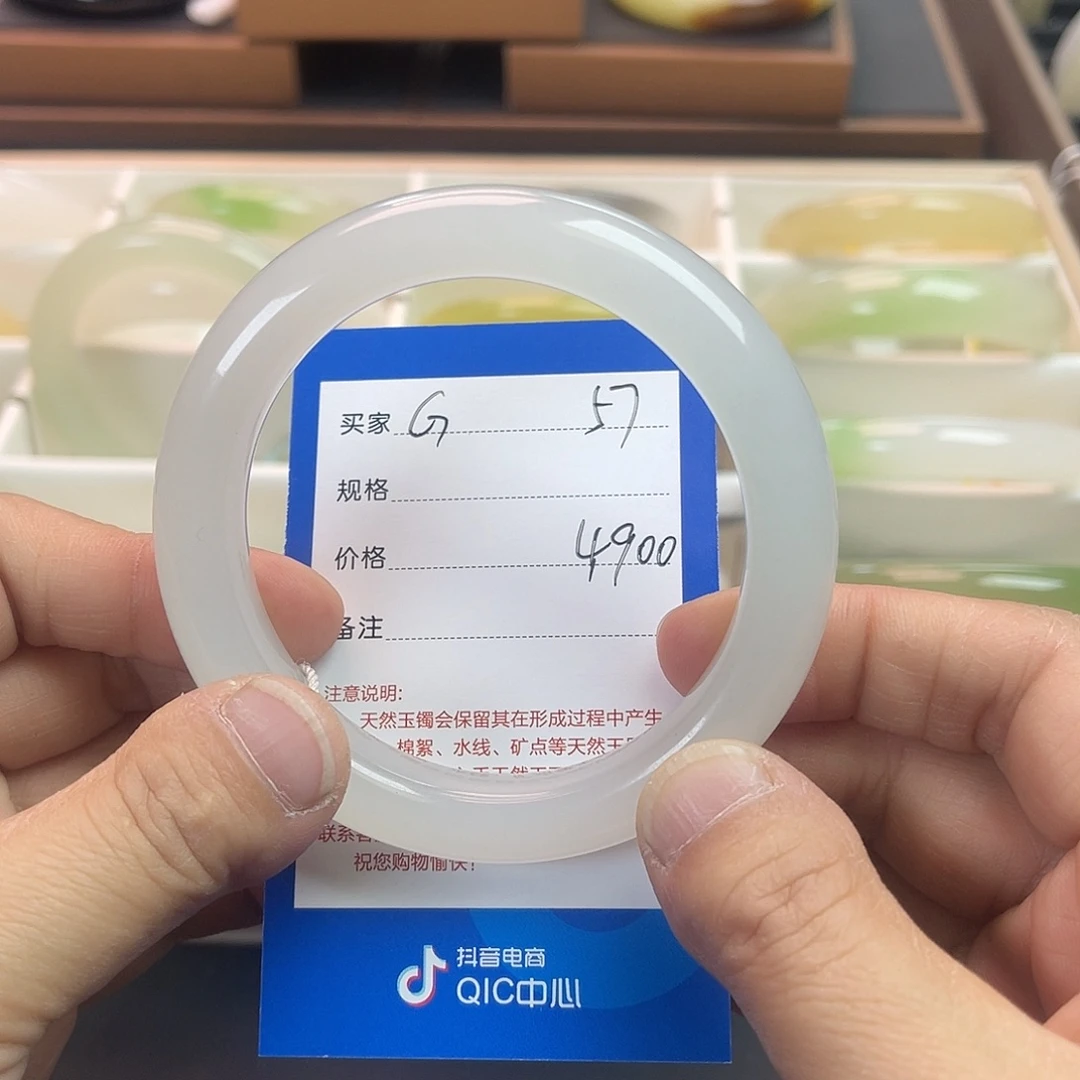 买家 G 57
规格
价格 4900
备注
注意说明:
天然玉镯会保留其在形成过程中产生
棉絮、水线、矿点等天然玉
联系
祝您购物愉快!
抖音电商
QIC中心